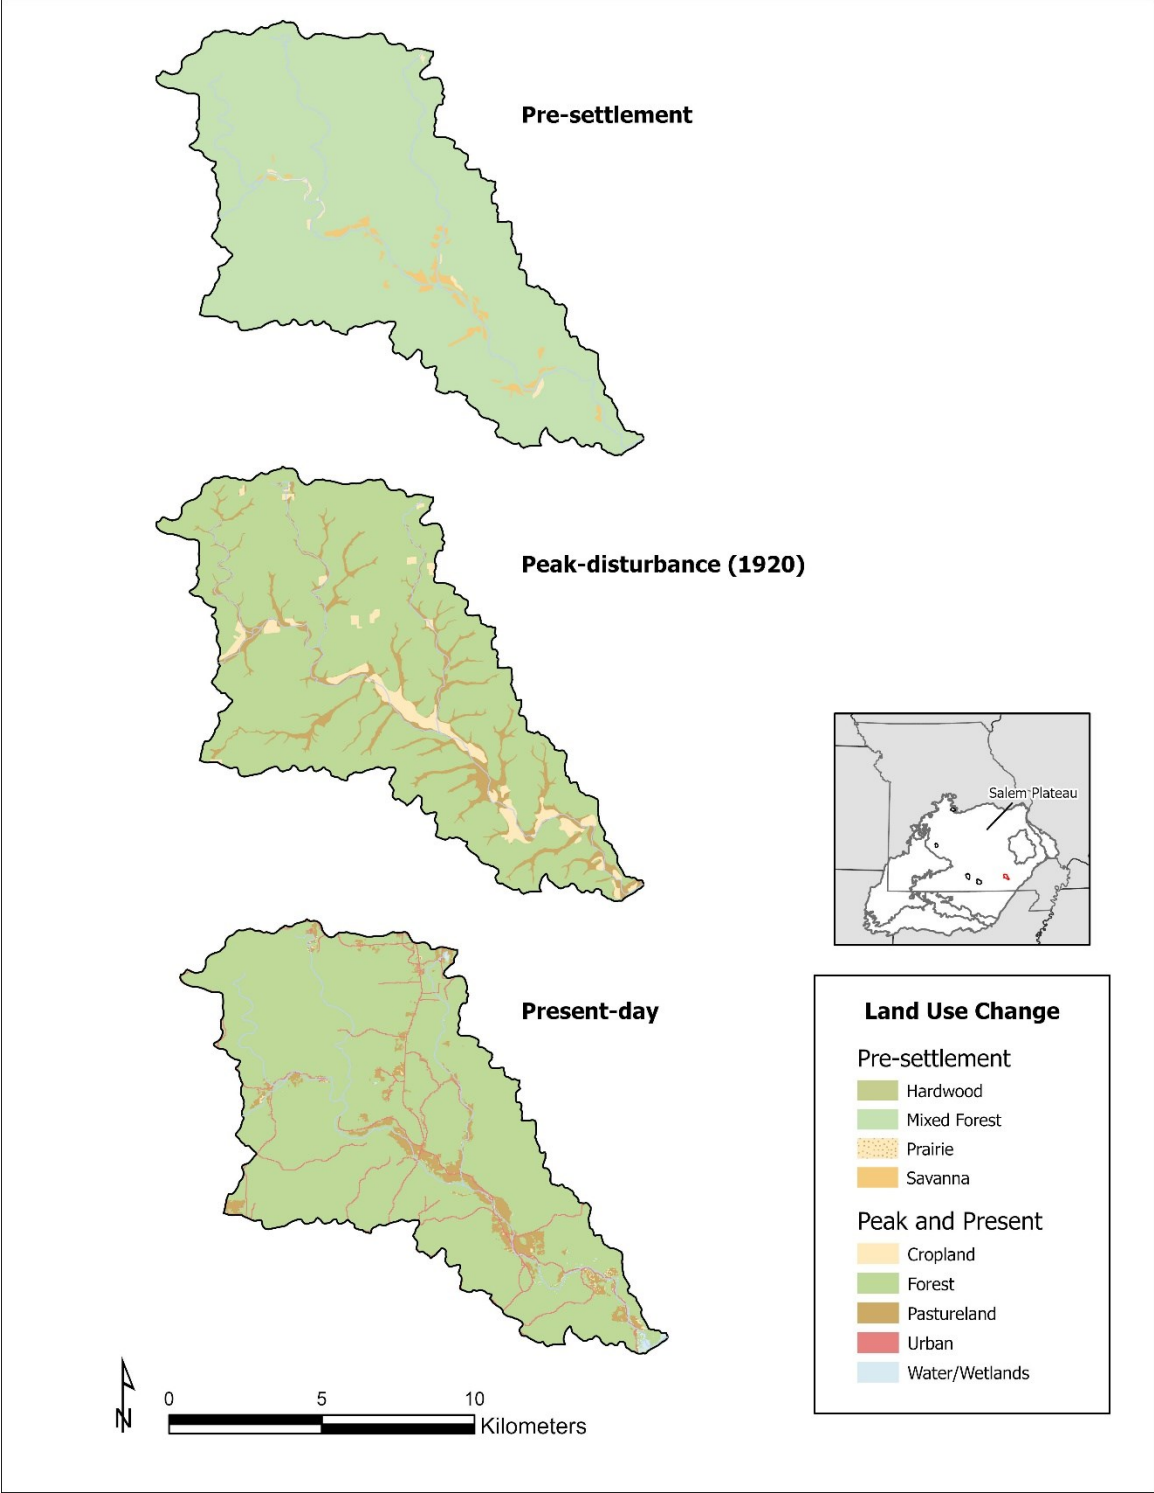 Pre-settlement
Peak-disturbance (1920)
Salem Plateau
Present-day
Land Use Change
Pre-settlement
Hardwood
Mixed Forest
Prairie
Savanna
Peak and Present
Cropland
Forest
Pastureland
Urban
Water/Wetlands
N
0 5 10
Kilometers